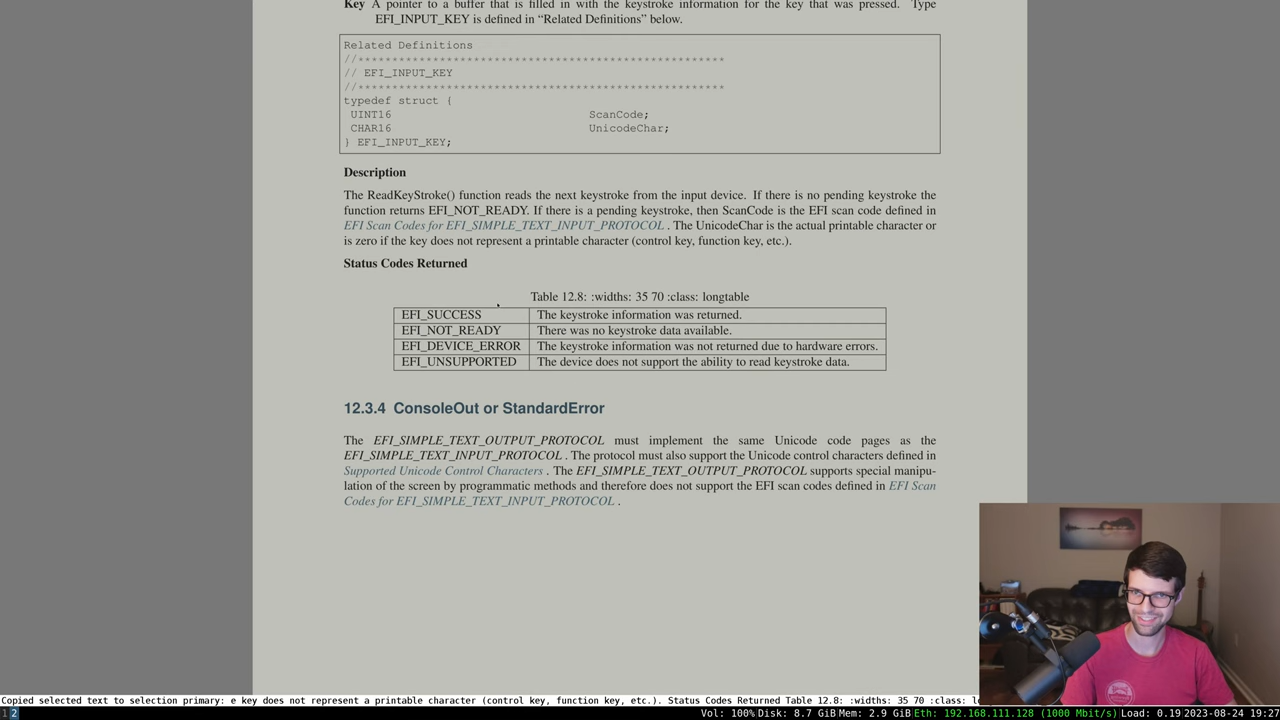 Key A pointer to a buffer that is filled in with the keystroke information for the key that was pressed. Type
EFI_INPUT_KEY is defined in “Related Definitions” below.
Related Definitions
//*****************************************************
// EFI_INPUT_KEY
//*****************************************************
typedef struct {
UINT16 ScanCode;
CHAR16 UnicodeChar;
} EFI_INPUT_KEY;
Description
The ReadKeyStroke() function reads the next keystroke from the input device. If there is no pending keystroke the
function returns EFI_NOT_READY. If there is a pending keystroke, then ScanCode is the EFI scan code defined in
EFI Scan Codes for EFI_SIMPLE_TEXT_INPUT_PROTOCOL . The UnicodeChar is the actual printable character or
is zero if the key does not represent a printable character (control key, function key, etc.).
Status Codes Returned
Table 12.8: :widths: 35 70 :class: longtable
EFI_SUCCESS The keystroke information was returned.
EFI_NOT_READY There was no keystroke data available.
EFI_DEVICE_ERROR The keystroke information was not returned due to hardware errors.
EFI_UNSUPPORTED The device does not support the ability to read keystroke data.
12.3.4 ConsoleOut or StandardError
The EFI_SIMPLE_TEXT_OUTPUT_PROTOCOL must implement the same Unicode code pages as the
EFI_SIMPLE_TEXT_INPUT_PROTOCOL . The protocol must also support the Unicode control characters defined in
Supported Unicode Control Characters . The EFI_SIMPLE_TEXT_OUTPUT_PROTOCOL supports special manipu-
lation of the screen by programmatic methods and therefore does not support the EFI scan codes defined in EFI Scan
Codes for EFI_SIMPLE_TEXT_INPUT_PROTOCOL .
Copied selected text to selection primary: e key does not represent a printable character (control key, function key, etc.). Status Codes Returned Table 12.8: :widths: 35 70 :class: l
1 2 Vol: 100% Disk: 8.7 GiB Mem: 2.9 GiB Eth: 192.168.111.128 (1000 Mbit/s) Load: 0.19 2023-08-24 19:27